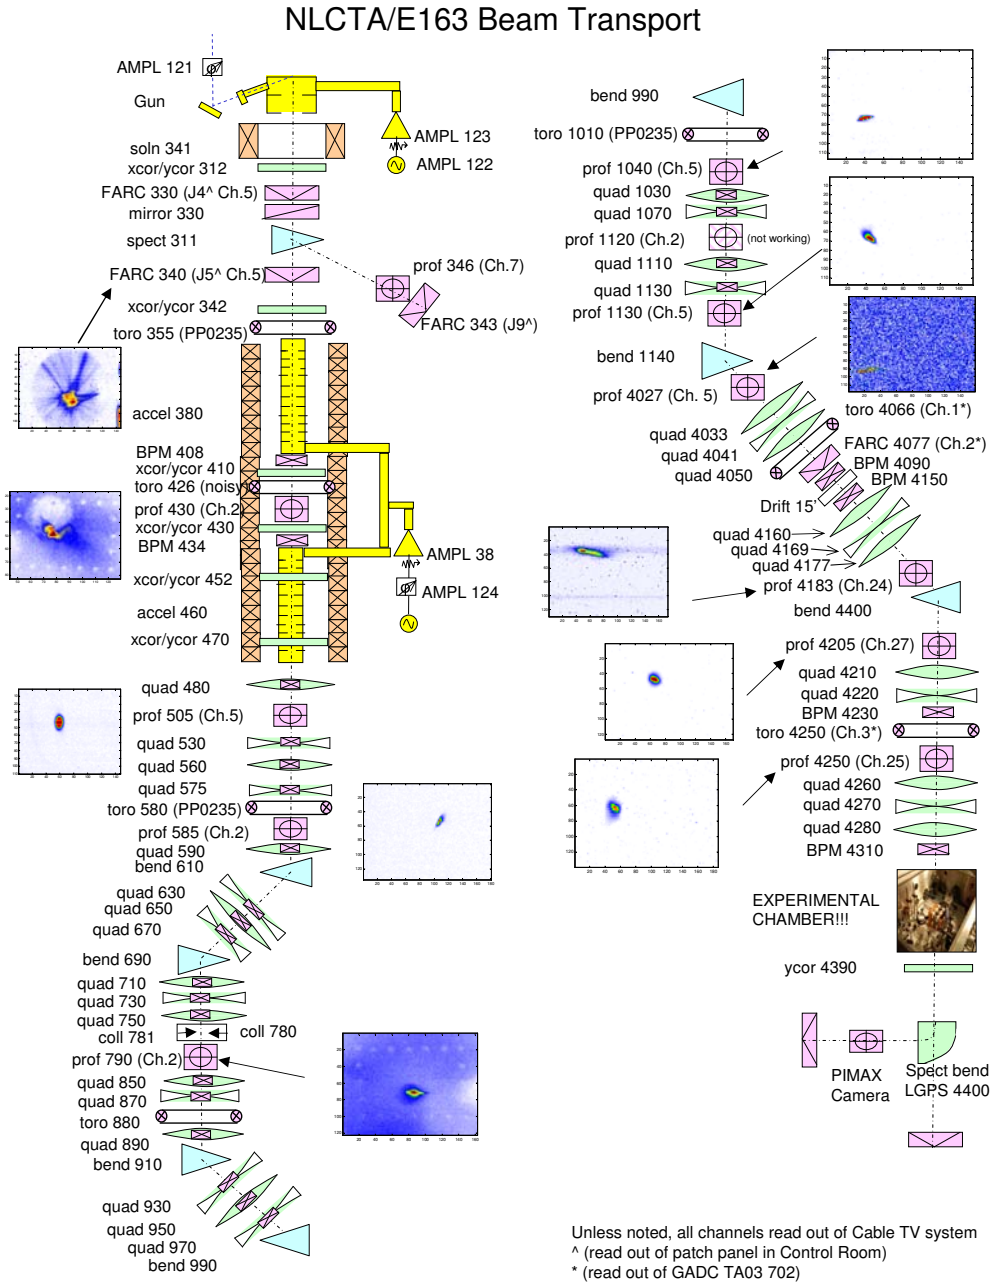 NLCTA/E163 Beam Transport
AMPL 121
Gun
AMPL 123
AMPL 122
soln 341
xcor/ycor 312
FARC 330 (J4^ Ch.5)
mirror 330
spect 311
prof 346 (Ch.7)
FARC 340 (J5^ Ch.5)
FARC 343 (J9^)
xcor/ycor 342
toro 355 (PP0235)
accel 380
BPM 408
xcor/ycor 410
toro 426 (noisy)
prof 430 (Ch.2)
xcor/ycor 430
BPM 434
AMPL 38
AMPL 124
xcor/ycor 452
accel 460
xcor/ycor 470
quad 480
prof 505 (Ch.5)
quad 530
quad 560
quad 575
toro 580 (PP0235)
prof 585 (Ch.2)
quad 590
bend 610
quad 630
quad 650
quad 670
bend 690
quad 710
quad 730
quad 750
coll 781
coll 780
prof 790 (Ch.2)
quad 850
quad 870
toro 880
quad 890
bend 910
quad 930
quad 950
quad 970
bend 990
bend 990
toro 1010 (PP0235)
prof 1040 (Ch.5)
quad 1030
quad 1070
prof 1120 (Ch.2)
(not working)
quad 1110
quad 1130
prof 1130 (Ch.5)
bend 1140
prof 4027 (Ch. 5)
toro 4066 (Ch.1*)
quad 4033
quad 4041
quad 4050
FARC 4077 (Ch.2*)
BPM 4090
BPM 4150
Drift 15'
quad 4160
quad 4169
quad 4177
prof 4183 (Ch.24)
bend 4400
prof 4205 (Ch.27)
quad 4210
quad 4220
BPM 4230
toro 4250 (Ch.3*)
prof 4250 (Ch.25)
quad 4260
quad 4270
quad 4280
BPM 4310
EXPERIMENTAL
CHAMBER!!!
ycor 4390
PIMAX
Camera
Spect bend
LGPS 4400
Unless noted, all channels read out of Cable TV system
^ (read out of patch panel in Control Room)
* (read out of GADC TA03 702)